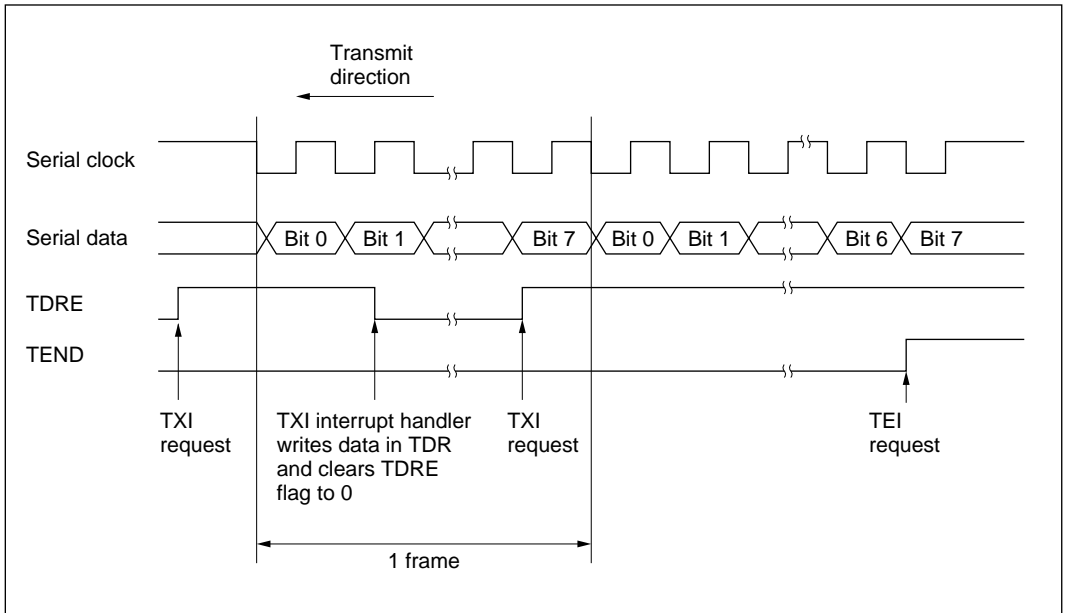 Transmit
direction
Serial clock
Serial data
Bit 0
Bit 1
Bit 7
Bit 0
Bit 1
Bit 6
Bit 7
TDRE
TEND
TXI
request
TXI interrupt handler
writes data in TDR
and clears TDRE
flag to 0
TXI
request
TEI
request
1 frame